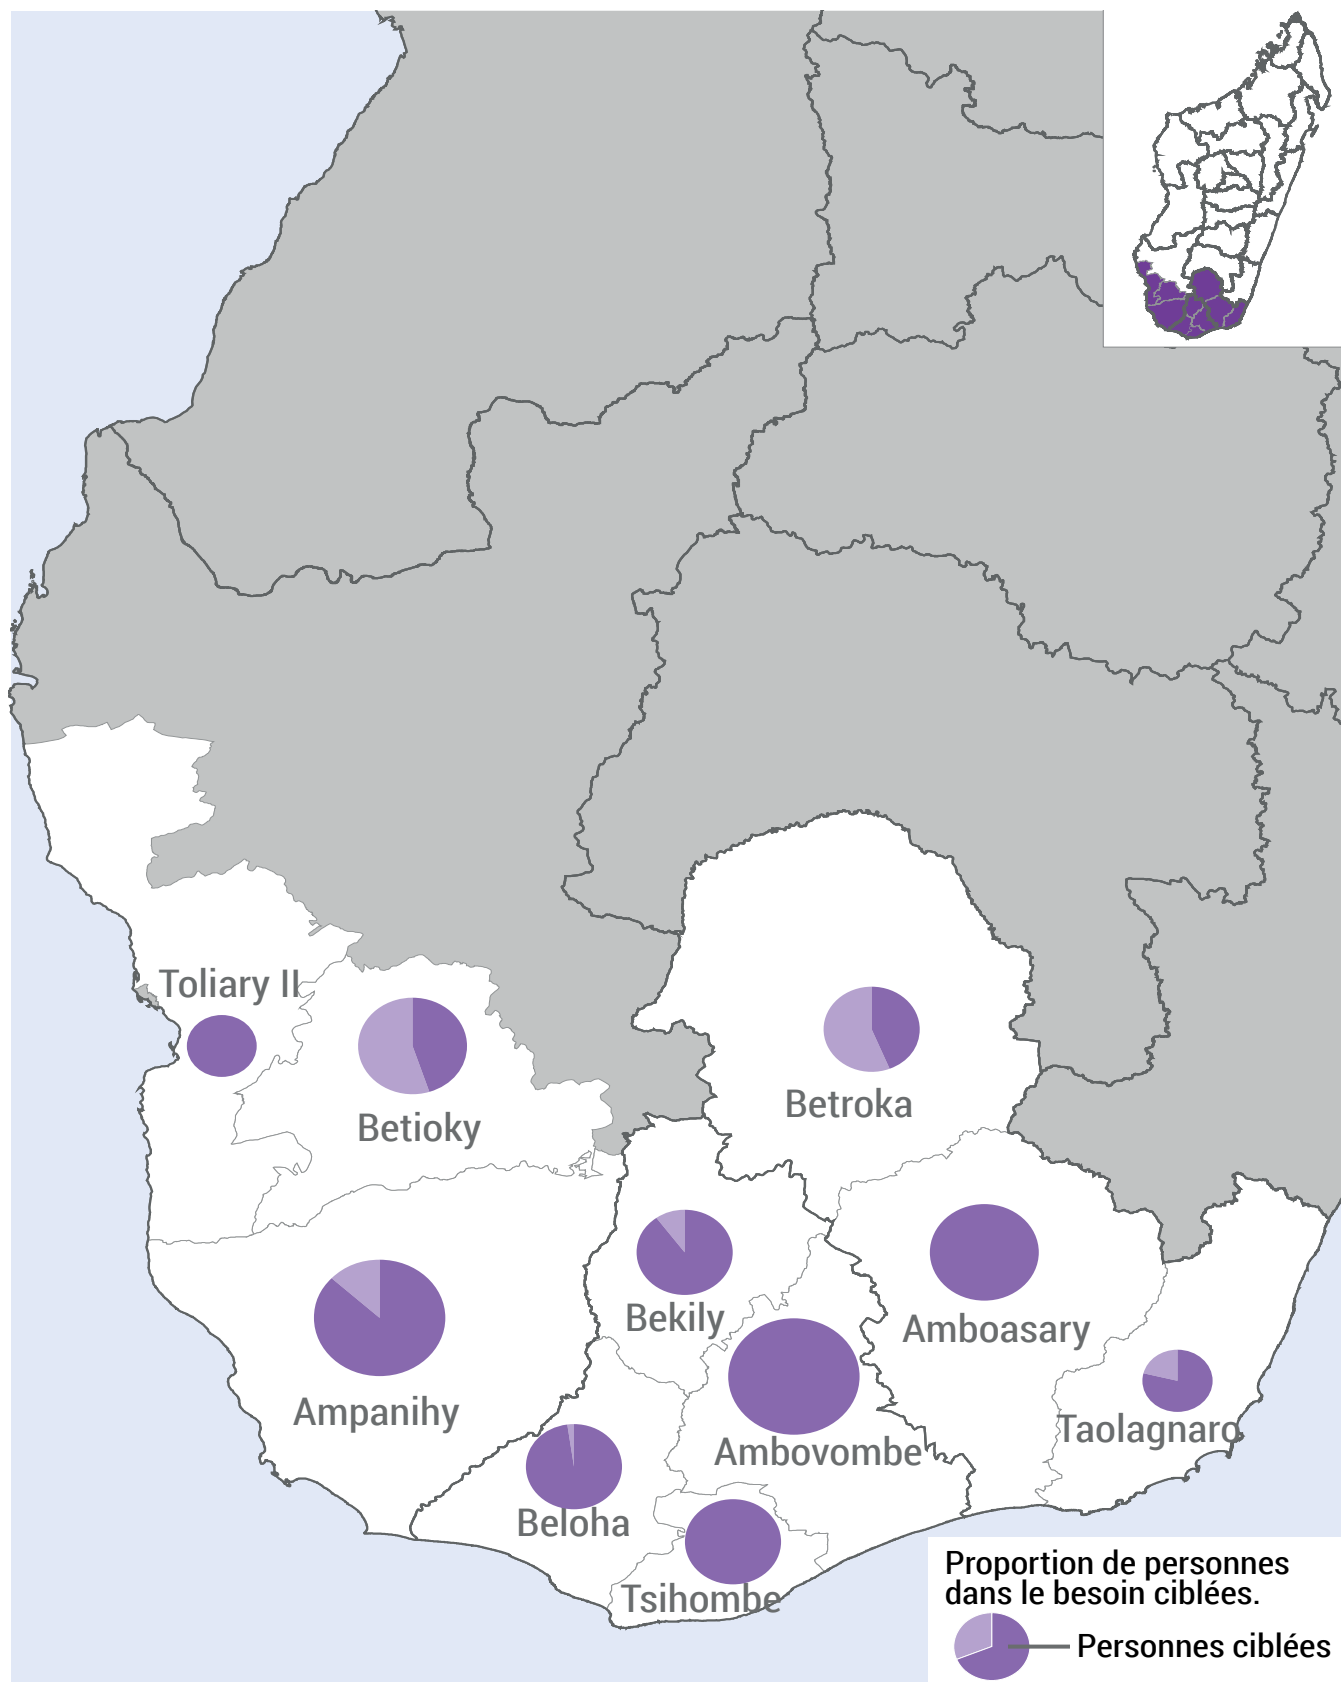 Toliary II
Betioky
Betroka
Bekily
Amboasary
Ampanihy
Taolagnaro
Ambovombe
Beloha
Tsihombe
Proportion de personnes
dans le besoin ciblées.
Personnes ciblées